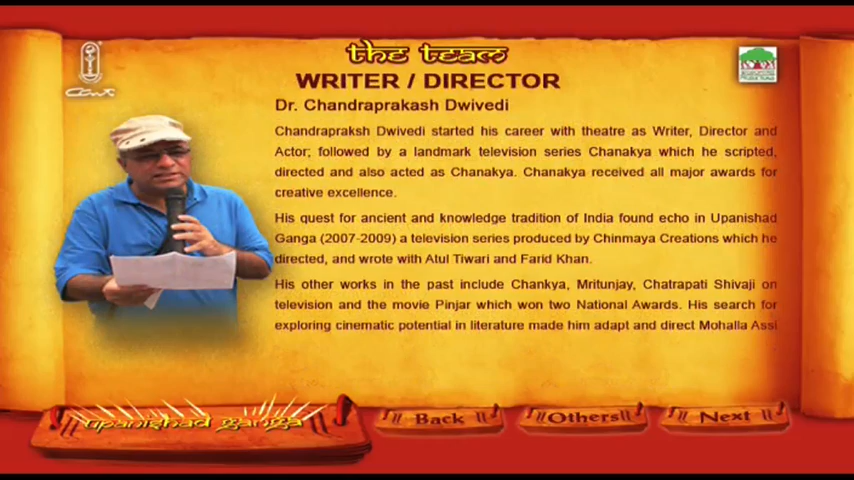 the team
WRITER / DIRECTOR
Dr. Chandraprakash Dwivedi
Chandrapraksh Dwivedi started his career with theatre as Writer, Director and
Actor; followed by a landmark television series Chanakya which he scripted,
directed and also acted as Chanakya. Chanakya received all major awards for
creative excellence.
His quest for ancient and knowledge tradition of India found echo in Upanishad
Ganga (2007-2009) a television series produced by Chinmaya Creations which he
directed, and wrote with Atul Tiwari and Farid Khan.
His other works in the past include Chankya, Mritunjay, Chatrapati Shivaji on
television and the movie Pinjar which won two National Awards. His search for
exploring cinematic potential in literature made him adapt and direct Mohalla Assi
upanishad ganga
Back
Others
Next